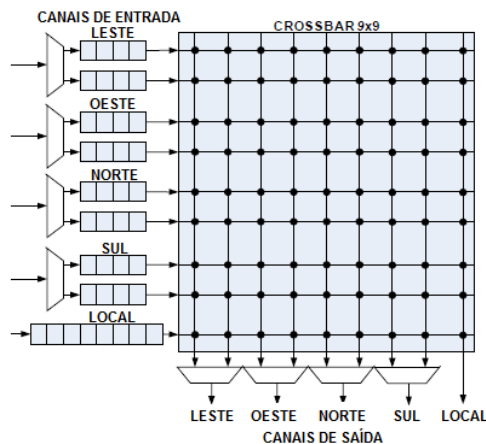 CANAIS DE ENTRADA
LESTE
CROSSBAR 9x9
OESTE
NORTE
SUL
LOCAL
LESTE OESTE NORTE SUL LOCAL
CANAIS DE SAÍDA